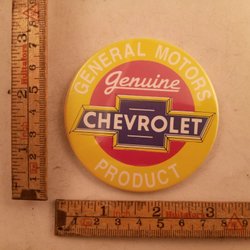 GENERAL MOTORS
Genuine
CHEVROLET
PRODUCT